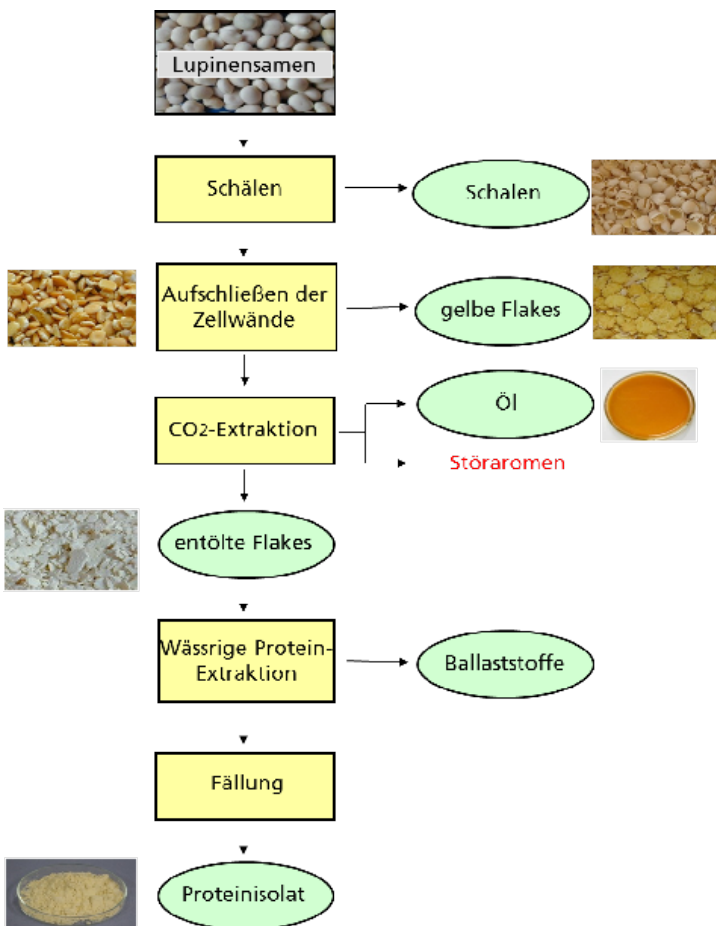 Lupinensamen
Schälen
Schalen
Aufschließen der
Zellwände
gelbe Flakes
Öl
CO2-Extraktion
Störaromen
entölte Flakes
Wässrige Protein-
Extraktion
Ballaststoffe
Fällung
Proteinisolat